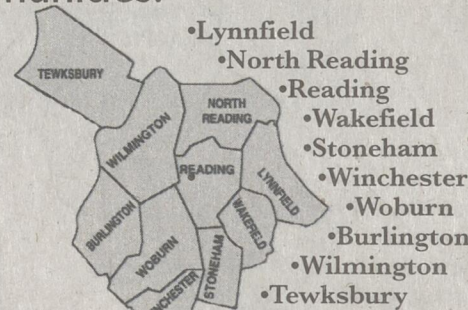 •Lynnfield
•North Reading
•Reading
•Wakefield
•Stoneham
•Winchester
•Woburn
•Burlington
•Wilmington
•Tewksbury
TEWKSBURY
WILMINGTON
NORTH
READING
READING
LYNNFIELD
BURLINGTON
WOBURN
WAKEFIELD
STONEHAM